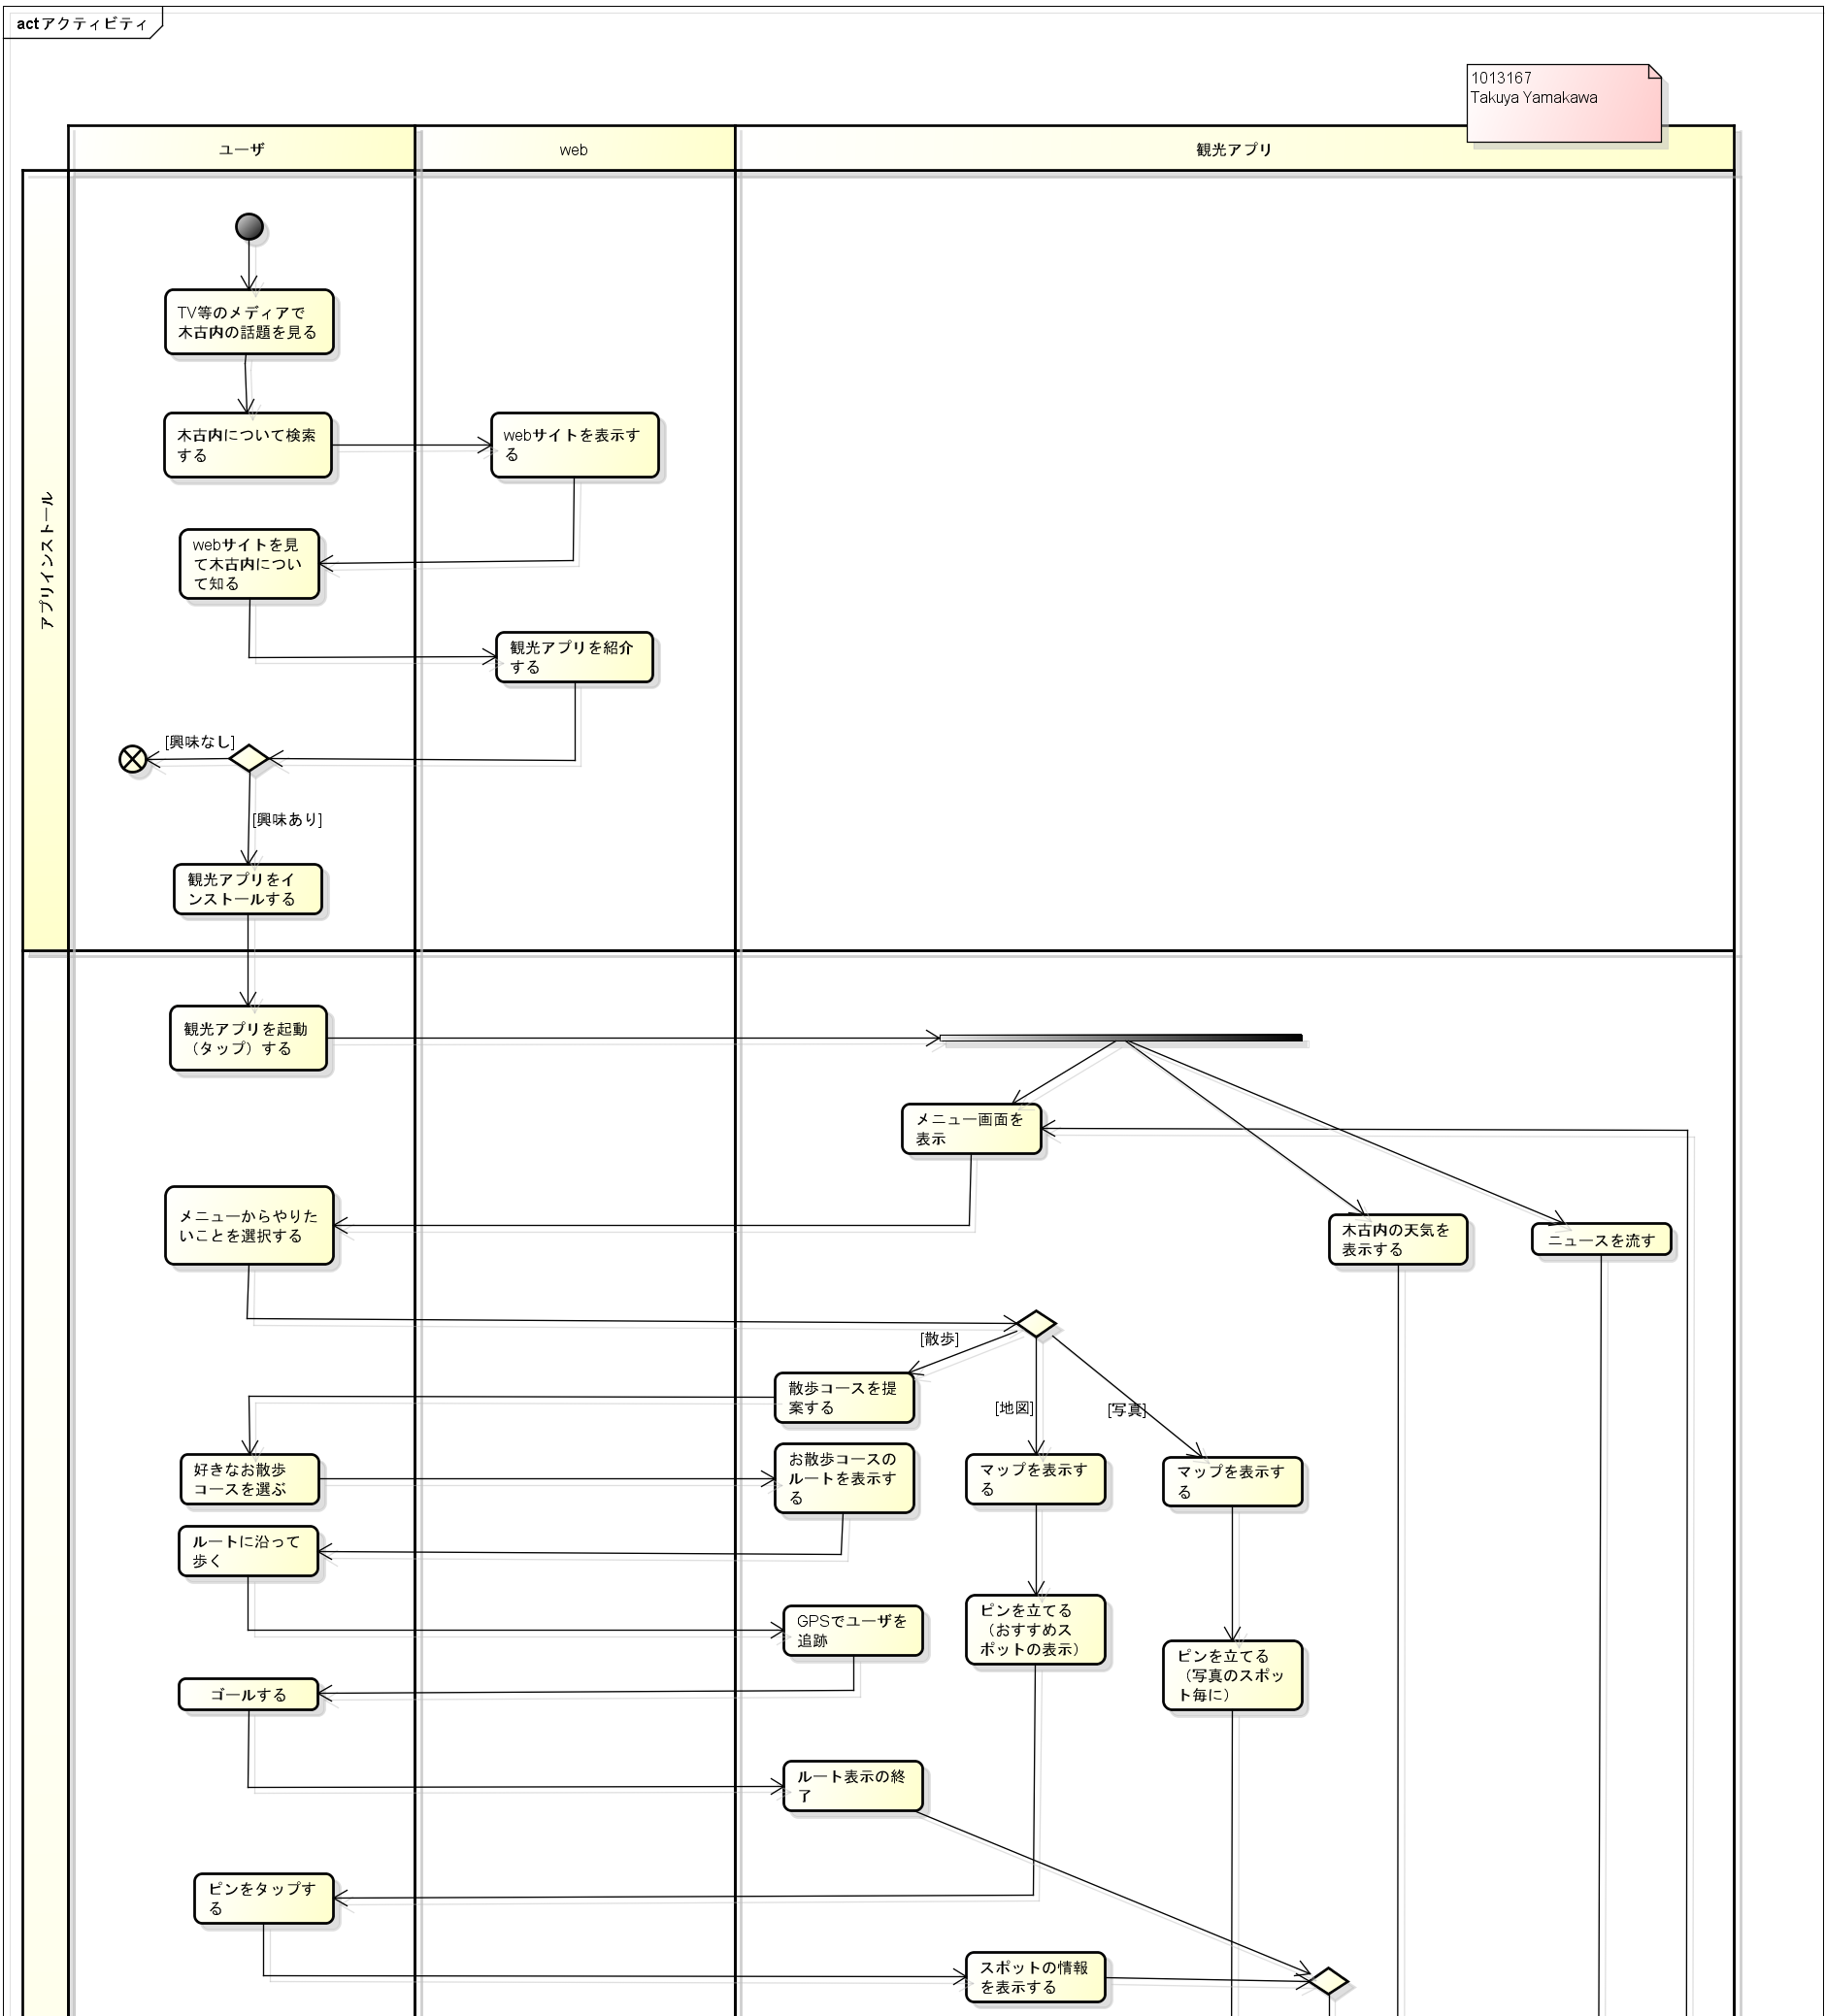 actアクティビティ
1013167
Takuya Yamakawa
ユーザ
web
観光アプリ
アプリインストール
TV等のメディアで
木古内の話題を見る
木古内について検索
する
webサイトを表示す
る
webサイトを見
て木古内につい
て知る
観光アプリを紹介
する
[興味なし]
[興味あり]
観光アプリをイ
ンストールする
観光アプリを起動
（タップ）する
メニュー画面を
表示
メニューからやりた
いことを選択する
木古内の天気を
表示する
ニュースを流す
[散歩]
散歩コースを提
案する
[地図]
[写真]
好きなお散歩
コースを選ぶ
お散歩コースの
ルートを表示す
る
マップを表示す
る
マップを表示す
る
ルートに沿って
歩く
GPSでユーザを
追跡
ピンを立てる
（おすすめス
ポットの表示）
ピンを立てる
（写真のスポッ
ト毎に）
ゴールする
ルート表示の終
了
ピンをタップす
る
スポットの情報
を表示する